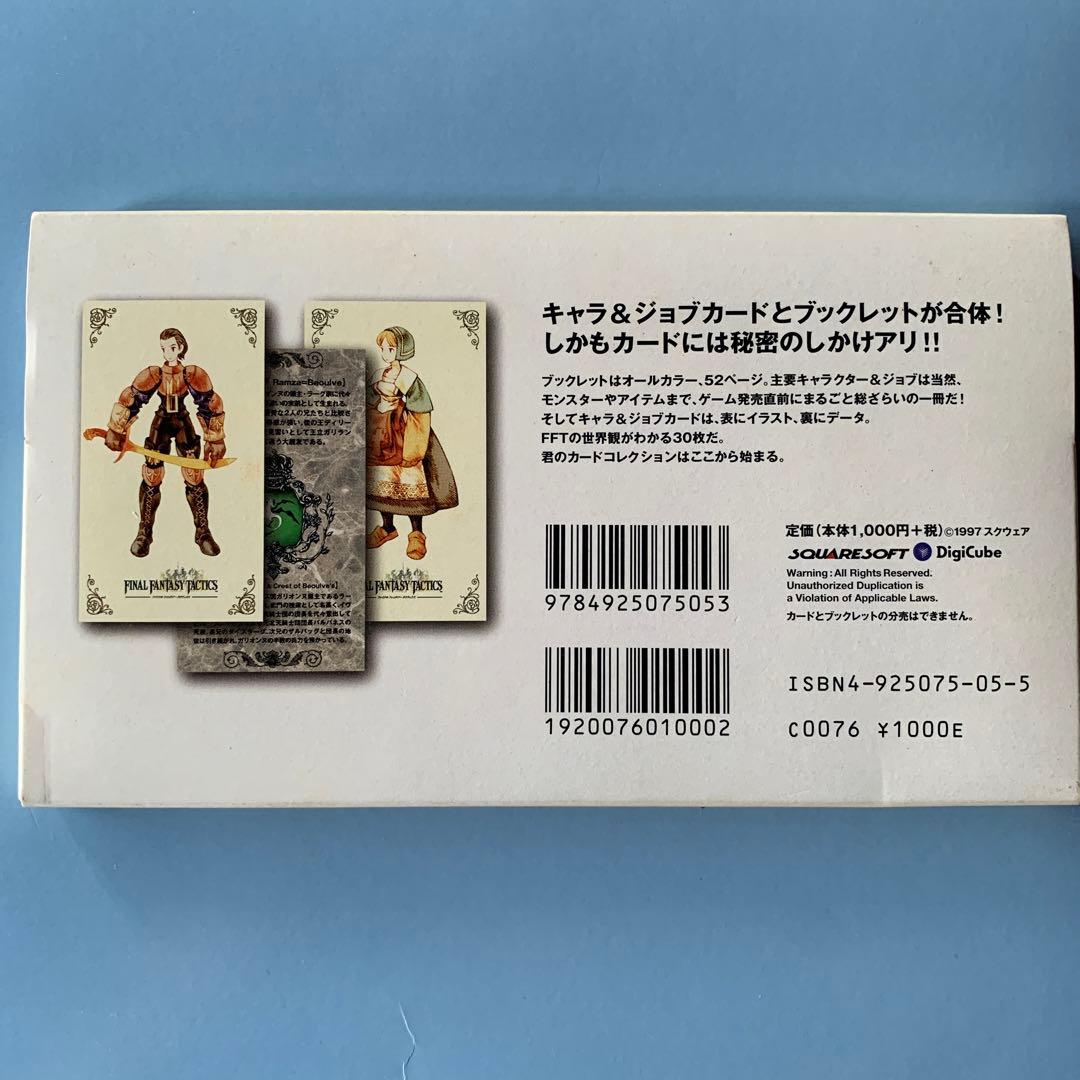 キャラ&ジョブカードとブックレットが合体!
しかもカードには秘密のしかけアリ!!
ブックレットはオールカラー、52ページ。主要キャラクター&ジョブは当然、
モンスターやアイテムまで、ゲーム発売直前にまるごと総ざらいの一冊だ!
そしてキャラ&ジョブカードは、表にイラスト、裏にデータ。
FFTの世界観がわかる30枚だ。
君のカードコレクションはここから始まる。
定価(本体1,000円+税)©1997 スクウェア
SQUARESOFT DigiCube
Warning : All Rights Reserved.
Unauthorized Duplication is
a Violation of Applicable Laws.
カードとブックレットの分売はできません。
9784925075053
1920076010002
ISBN4-925075-05-5
C0076 ¥1000E
FINAL FANTASY TACTICS
Ramza=Beoulve】
& Crest of Beoulve's】
FANTASY TACTICS